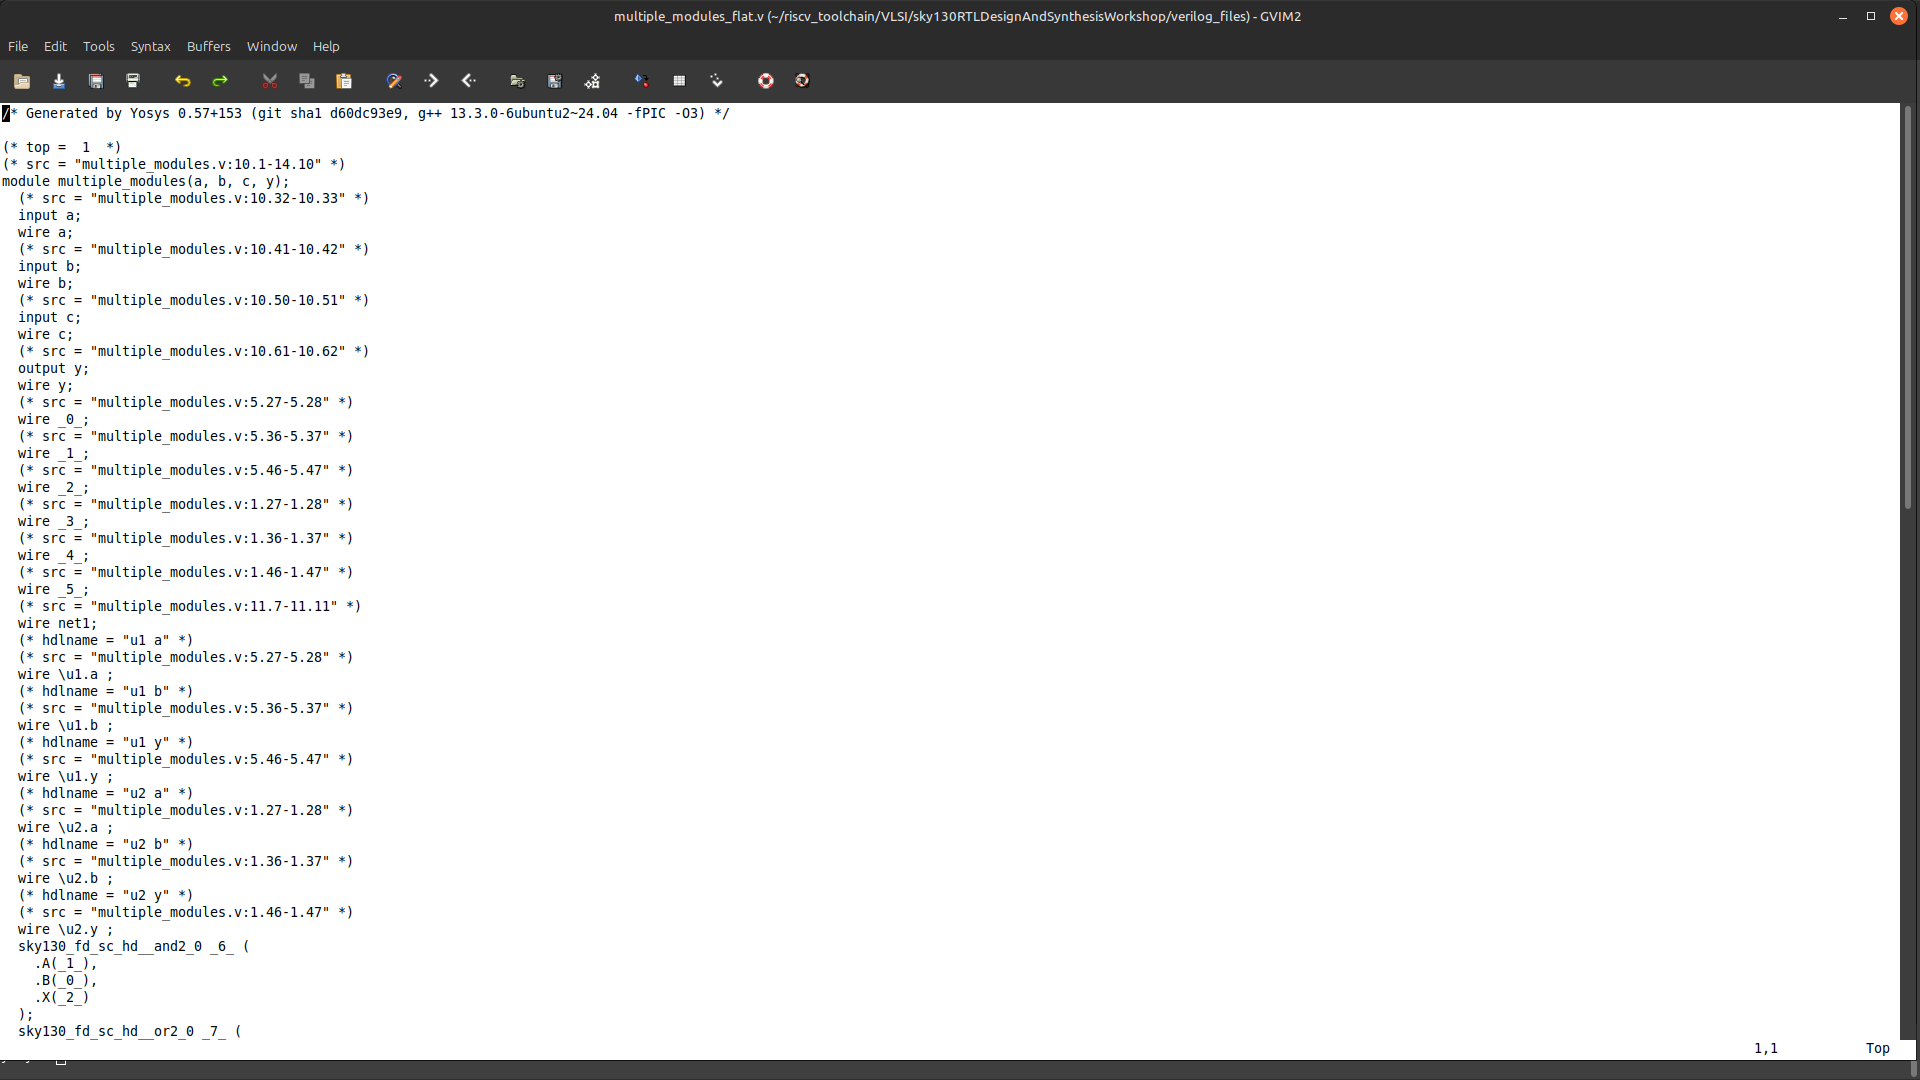 multiple_modules_flat.v (~/riscv_toolchain/VLSI/sky130RTLDesignAndSynthesisWorkshop/verilog_files) - GVIM2
File Edit Tools Syntax Buffers Window Help
/* Generated by Yosys 0.57+153 (git sha1 d60dc93e9, g++ 13.3.0-6ubuntu2~24.04 -fPIC -O3) */
(* top =  1  *)
(* src = "multiple_modules.v:10.1-14.10" *)
module multiple_modules(a, b, c, y);
  (* src = "multiple_modules.v:10.32-10.33" *)
  input a;
  wire a;
  (* src = "multiple_modules.v:10.41-10.42" *)
  input b;
  wire b;
  (* src = "multiple_modules.v:10.50-10.51" *)
  input c;
  wire c;
  (* src = "multiple_modules.v:10.61-10.62" *)
  output y;
  wire y;
  (* src = "multiple_modules.v:5.27-5.28" *)
  wire _0_;
  (* src = "multiple_modules.v:5.36-5.37" *)
  wire _1_;
  (* src = "multiple_modules.v:5.46-5.47" *)
  wire _2_;
  (* src = "multiple_modules.v:1.27-1.28" *)
  wire _3_;
  (* src = "multiple_modules.v:1.36-1.37" *)
  wire _4_;
  (* src = "multiple_modules.v:1.46-1.47" *)
  wire _5_;
  (* src = "multiple_modules.v:11.7-11.11" *)
  wire net1;
  (* hdlname = "u1 a" *)
  (* src = "multiple_modules.v:5.27-5.28" *)
  wire \u1.a ;
  (* hdlname = "u1 b" *)
  (* src = "multiple_modules.v:5.36-5.37" *)
  wire \u1.b ;
  (* hdlname = "u1 y" *)
  (* src = "multiple_modules.v:5.46-5.47" *)
  wire \u1.y ;
  (* hdlname = "u2 a" *)
  (* src = "multiple_modules.v:1.27-1.28" *)
  wire \u2.a ;
  (* hdlname = "u2 b" *)
  (* src = "multiple_modules.v:1.36-1.37" *)
  wire \u2.b ;
  (* hdlname = "u2 y" *)
  (* src = "multiple_modules.v:1.46-1.47" *)
  wire \u2.y ;
  sky130_fd_sc_hd__and2_0 _6_ (
    .A(_1_),
    .B(_0_),
    .X(_2_)
  );
  sky130_fd_sc_hd__or2_0 _7_ (
1,1 Top